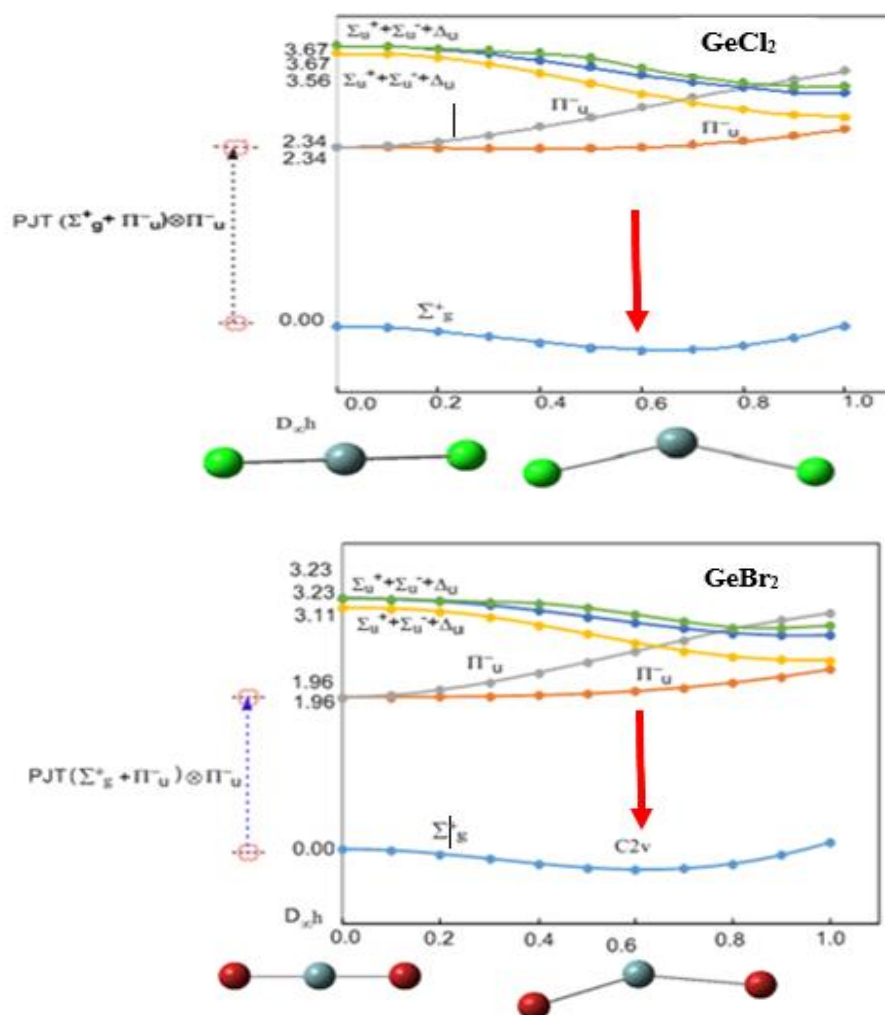 GeCl₂
Σᵤ⁺+Σᵤ⁻+Δᵤ
3.67
3.67
3.56
Σᵤ⁺+Σᵤ⁻+Δᵤ
Π⁻ᵤ
Π⁻ᵤ
2.34
2.34
PJT (Σ⁺g+ Π⁻ᵤ)⊗Π⁻ᵤ
0.00
Σ⁺g
0.0 0.2 0.4 0.6 0.8 1.0
D∞h
GeBr₂
3.23
3.23
3.11
Σᵤ⁺+Σᵤ⁻+Δᵤ
Σᵤ⁺+Σᵤ⁻+Δᵤ
Π⁻ᵤ
Π⁻ᵤ
1.96
1.96
PJT(Σ⁺g +Π⁻ᵤ )⊗Π⁻ᵤ
0.00
Σ⁺g
C2v
D∞h
0.0 0.2 0.4 0.6 0.8 1.0